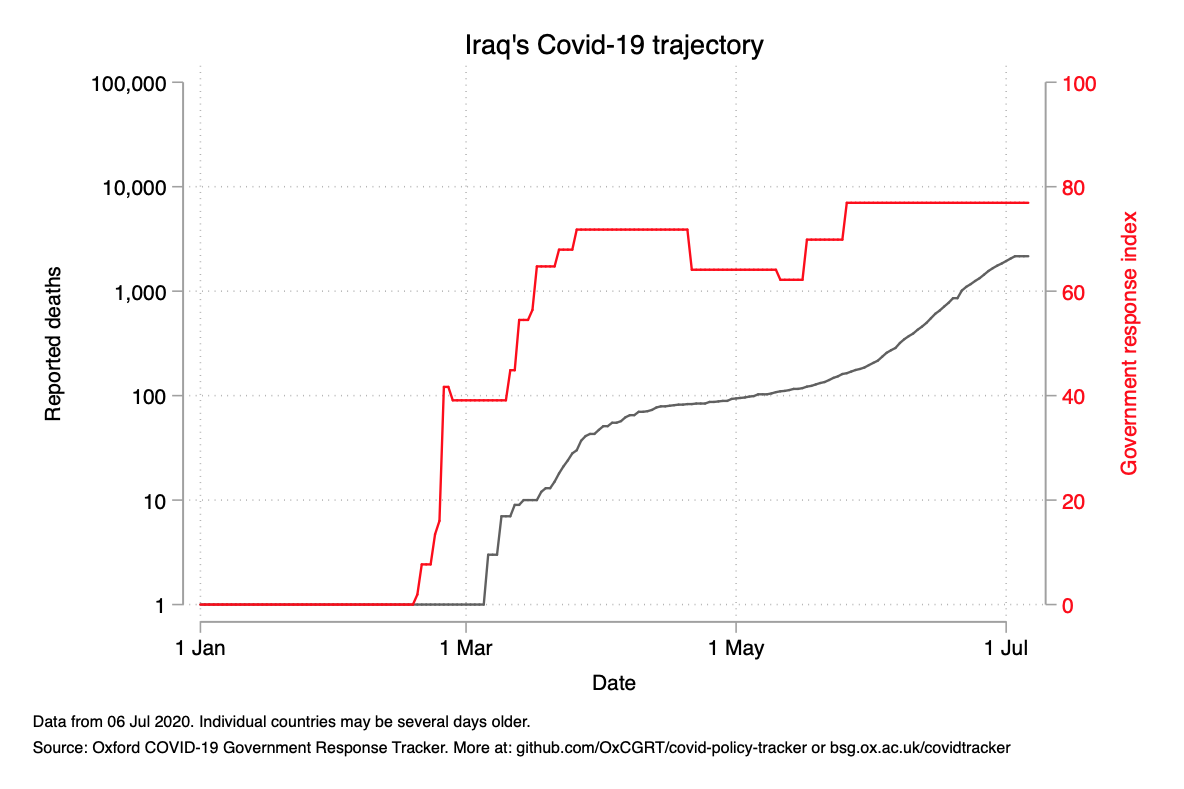 Iraq's Covid-19 trajectory
100,000
10,000
1,000
100
10
1
Reported deaths
100
80
60
40
20
0
Government response index
1 Jan
1 Mar
1 May
1 Jul
Date
Data from 06 Jul 2020. Individual countries may be several days older.
Source: Oxford COVID-19 Government Response Tracker. More at: github.com/OxCGRT/covid-policy-tracker or bsg.ox.ac.uk/covidtracker